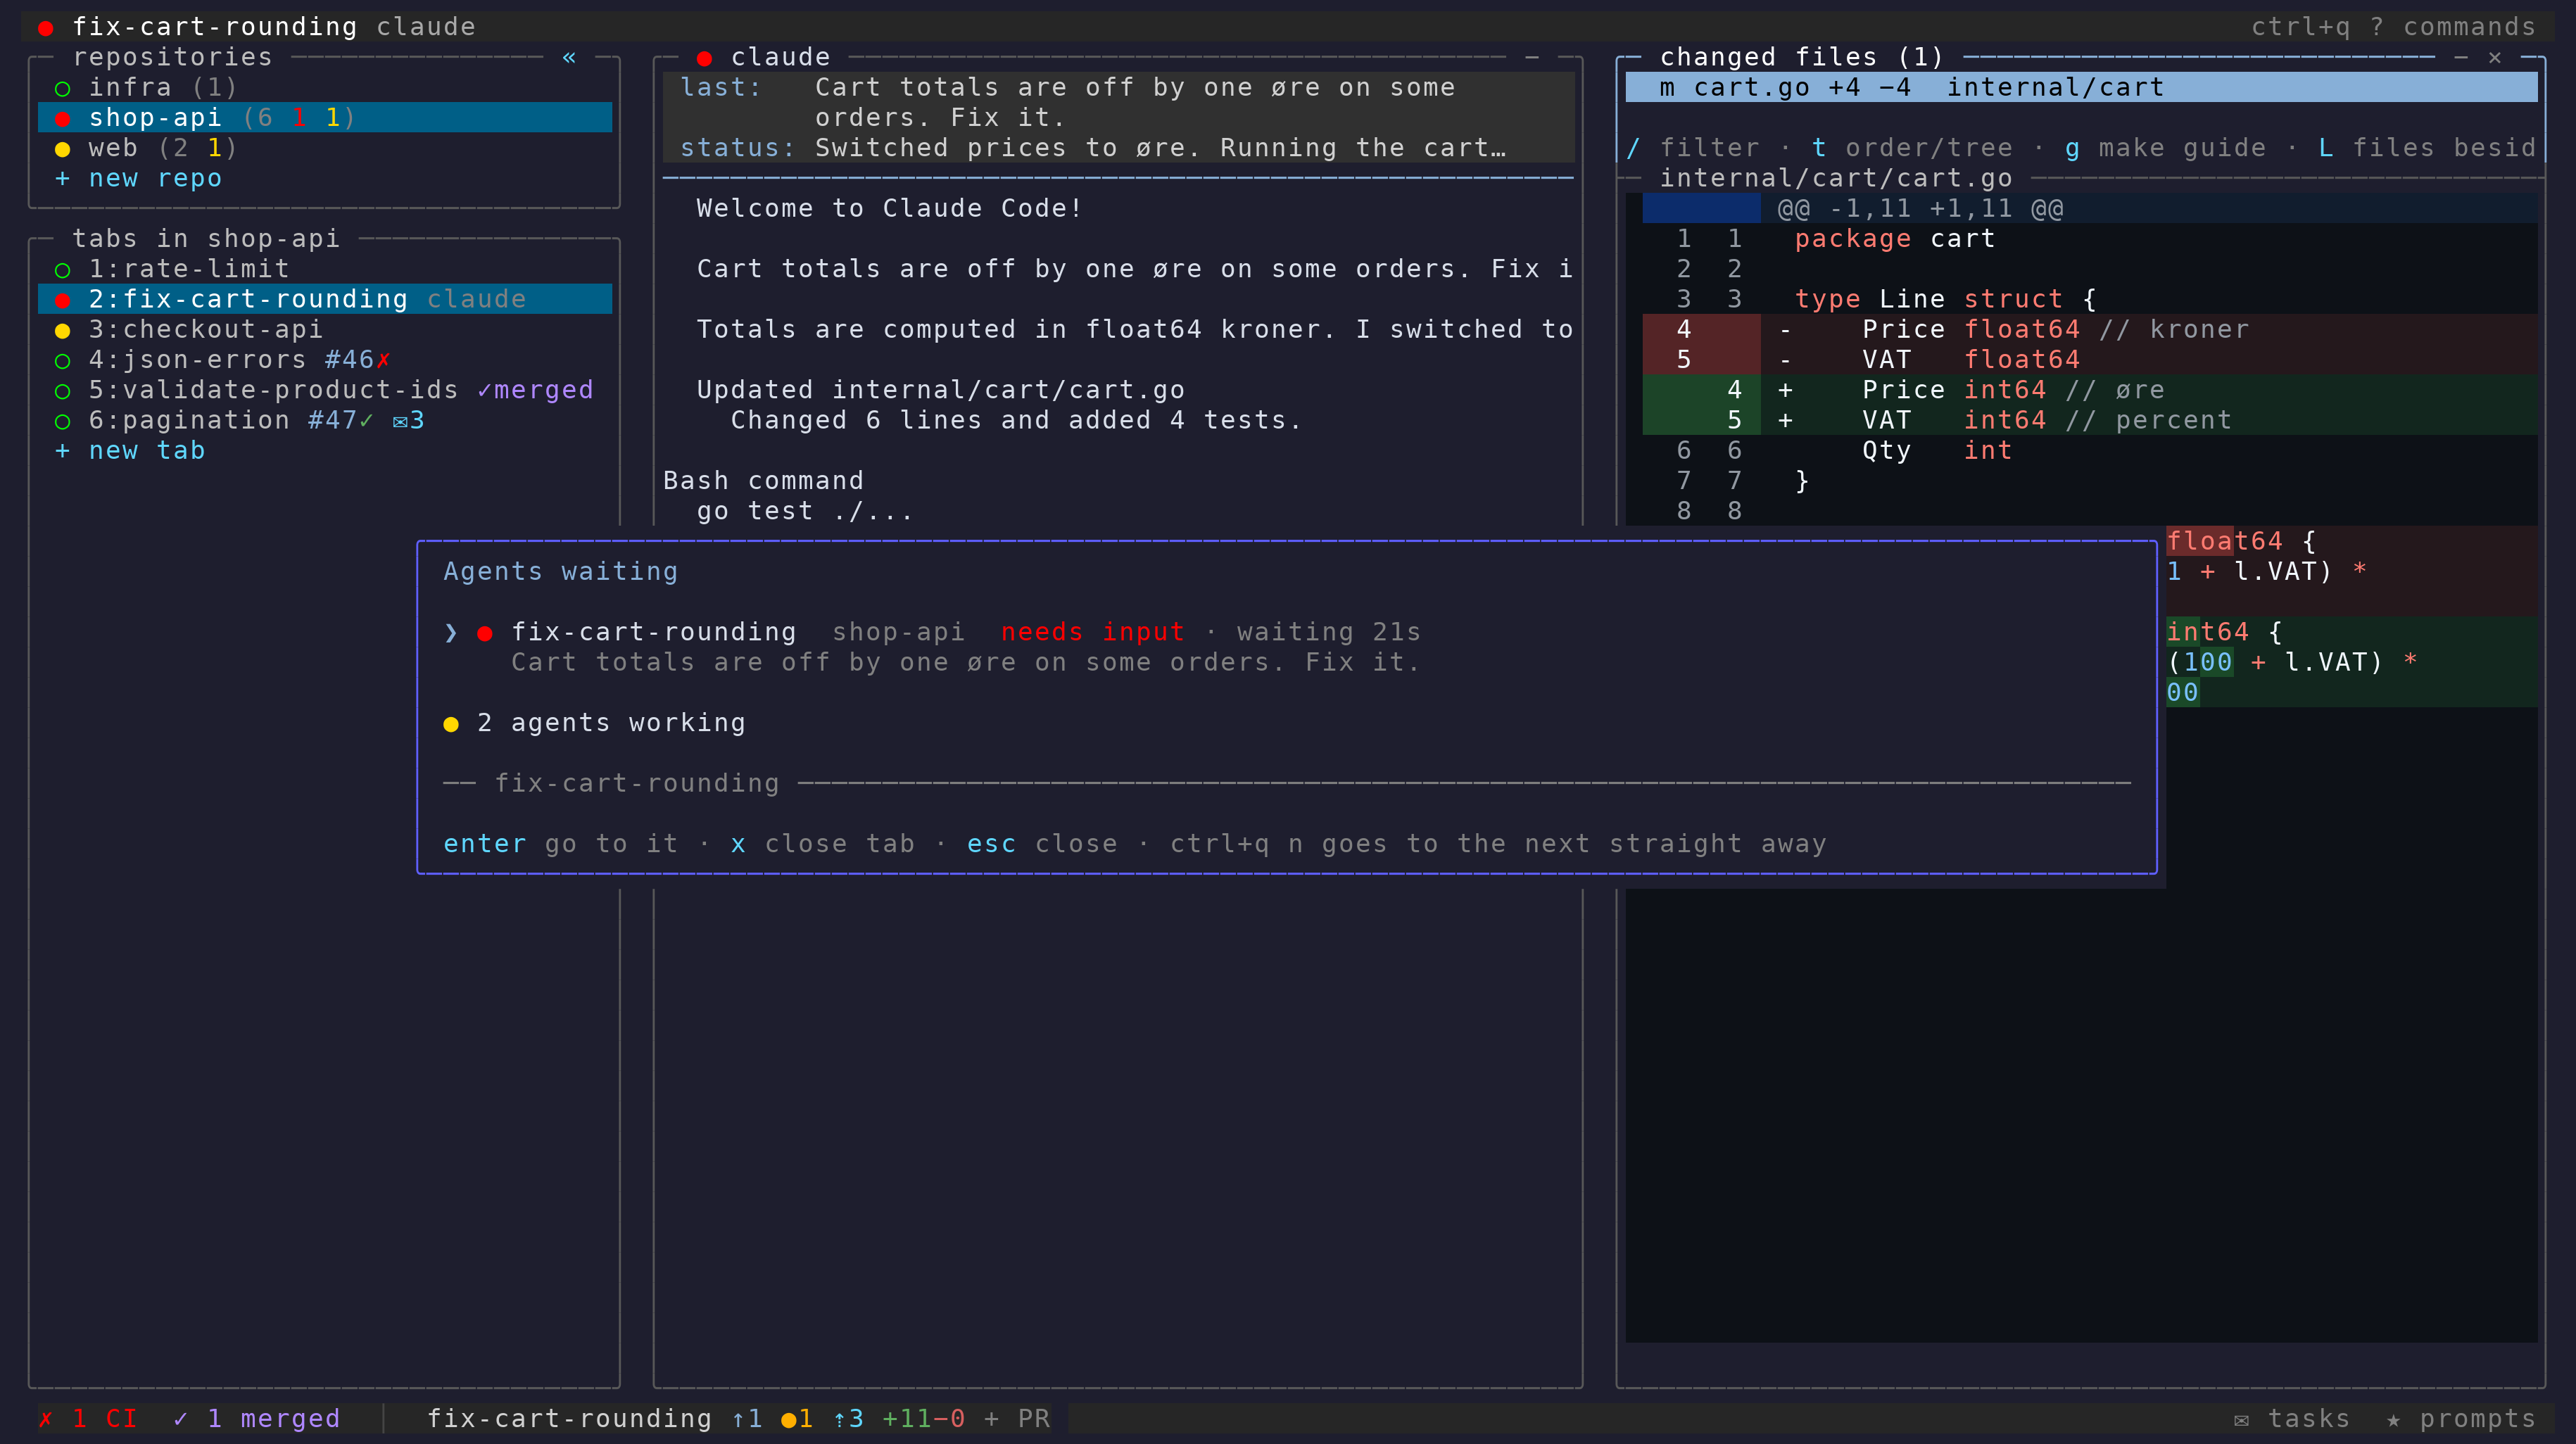 ● fix-cart-rounding claude
ctrl+q ? commands
repositories «
○ infra (1)
● shop-api (6 1 1)
● web (2 1)
+ new repo
tabs in shop-api
○ 1:rate-limit
● 2:fix-cart-rounding claude
● 3:checkout-api
○ 4:json-errors #46✗
○ 5:validate-product-ids ✓merged
○ 6:pagination #47✓ ✉3
+ new tab
● claude −
last: Cart totals are off by one øre on some
orders. Fix it.
status: Switched prices to øre. Running the cart…
Welcome to Claude Code!
Cart totals are off by one øre on some orders. Fix i
Totals are computed in float64 kroner. I switched to
Updated internal/cart/cart.go
Changed 6 lines and added 4 tests.
Bash command
go test ./...
changed files (1) − ×
m cart.go +4 −4 internal/cart
/ filter · t order/tree · g make guide · L files besid
internal/cart/cart.go
@@ -1,11 +1,11 @@
1 1 package cart
2 2
3 3 type Line struct {
4 - Price float64 // kroner
5 - VAT float64
4 + Price int64 // øre
5 + VAT int64 // percent
6 6 Qty int
7 7 }
8 8
float64 {
1 + l.VAT) *
int64 {
(100 + l.VAT) *
00
Agents waiting
❯ ● fix-cart-rounding shop-api needs input · waiting 21s
Cart totals are off by one øre on some orders. Fix it.
● 2 agents working
fix-cart-rounding
enter go to it · x close tab · esc close · ctrl+q n goes to the next straight away
✗ 1 CI ✓ 1 merged │ fix-cart-rounding ↑1 ●1 ⇡3 +11−0 + PR
✉ tasks ★ prompts